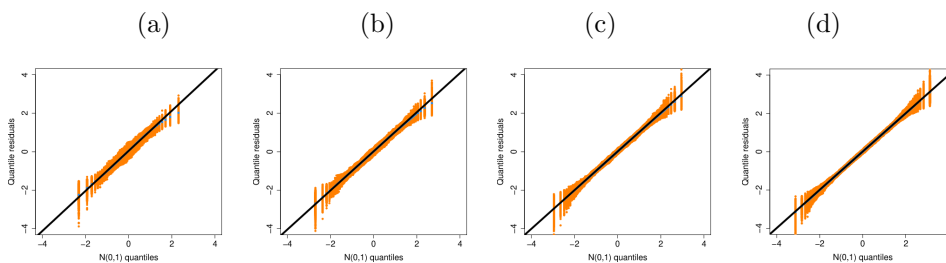 (a) (b) (c) (d)
4 4 4 4
2 2 2 2
0 0 0 0
−2 −2 −2 −2
−4 −4 −4 −4
Quantile residuals Quantile residuals Quantile residuals Quantile residuals
−4 −2 0 2 4 −4 −2 0 2 4 −4 −2 0 2 4 −4 −2 0 2
N(0,1) quantiles N(0,1) quantiles N(0,1) quantiles N(0,1) quantiles